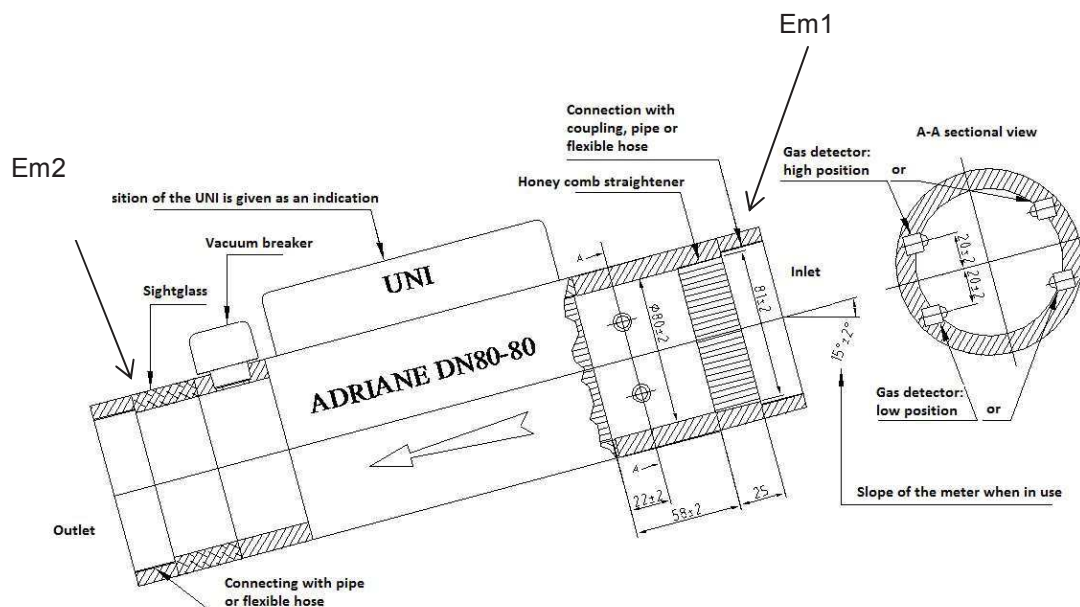 Em1
Connection with
coupling, pipe or
flexible hose
A-A sectional view
Em2
Gas detector:
high position or
Honey comb straightener
sition of the UNI is given as an indication
Vacuum breaker
UNI
A
Inlet
20±2
20±2
Sightglass
Ø80±2
81±2
15°±2°
ADRIANE DN80-80
Gas detector:
low position or
A
22±2
25
58±2
Slope of the meter when in use
Outlet
Connecting with pipe
or flexible hose